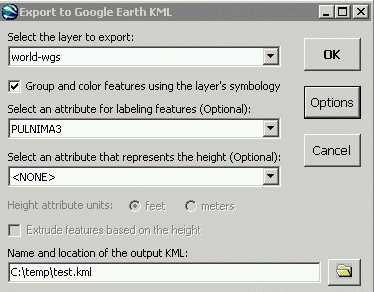 Export to Google Earth KML
Select the layer to export:
world-wgs
OK
Group and color features using the layer's symbology
Options
Select an attribute for labeling features (Optional):
PULNIMA3
Cancel
Select an attribute that represents the height (Optional):
<NONE>
Height attribute units: feet meters
Extrude features based on the height
Name and location of the output KML:
C:\temp\test.kml